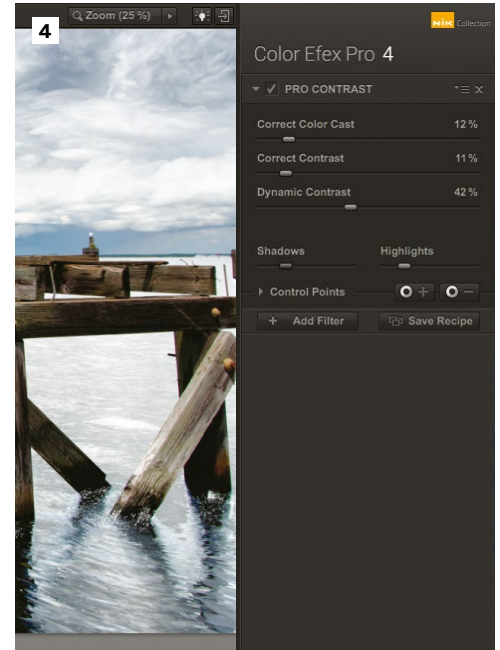 4
Zoom (25 %)
NIK Collection
Color Efex Pro 4
PRO CONTRAST
Correct Color Cast 12 %
Correct Contrast 11 %
Dynamic Contrast 42 %
Shadows Highlights
Control Points
+ Add Filter Save Recipe